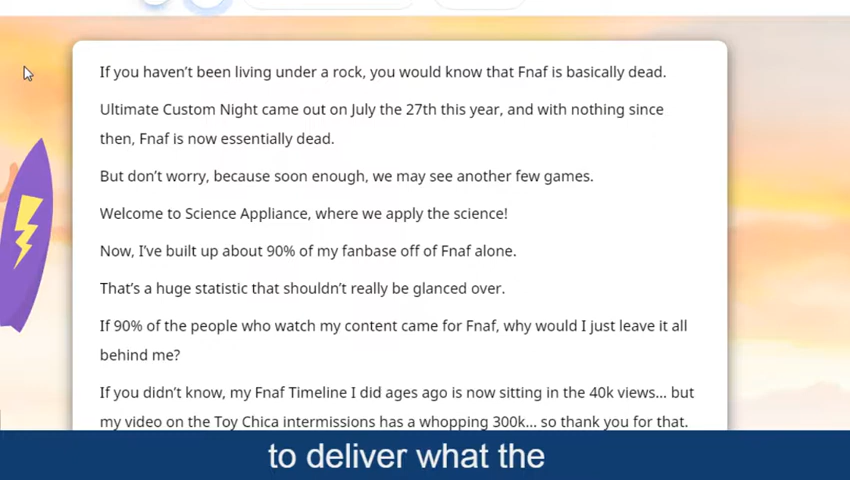 If you haven't been living under a rock, you would know that Fnaf is basically dead.
Ultimate Custom Night came out on July the 27th this year, and with nothing since
then, Fnaf is now essentially dead.
But don't worry, because soon enough, we may see another few games.
Welcome to Science Appliance, where we apply the science!
Now, I've built up about 90% of my fanbase off of Fnaf alone.
That's a huge statistic that shouldn't really be glanced over.
If 90% of the people who watch my content came for Fnaf, why would I just leave it all
behind me?
If you didn't know, my Fnaf Timeline I did ages ago is now sitting in the 40k views... but
my video on the Toy Chica intermissions has a whopping 300k... so thank you for that.
to deliver what the